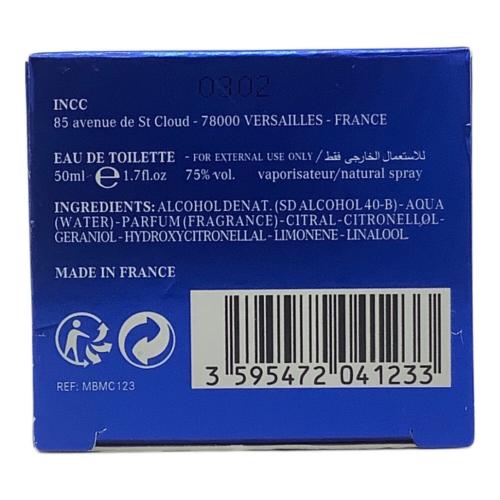 0302
INCC
85 avenue de St Cloud - 78000 VERSAILLES - FRANCE
EAU DE TOILETTE - FOR EXTERNAL USE ONLY / للاستعمال الخارجى فقط
50ml ℮ 1.7fl.oz 75% vol. vaporisateur/natural spray
INGREDIENTS: ALCOHOL DENAT. (SD ALCOHOL 40-B)-AQUA
(WATER)-PARFUM (FRAGRANCE)-CITRAL-CITRONELLØL-
GERANIOL-HYDROXYCITRONELLAL-LIMONENE-LINALOOL.
MADE IN FRANCE
REF: MBMC123
3 595472 041233